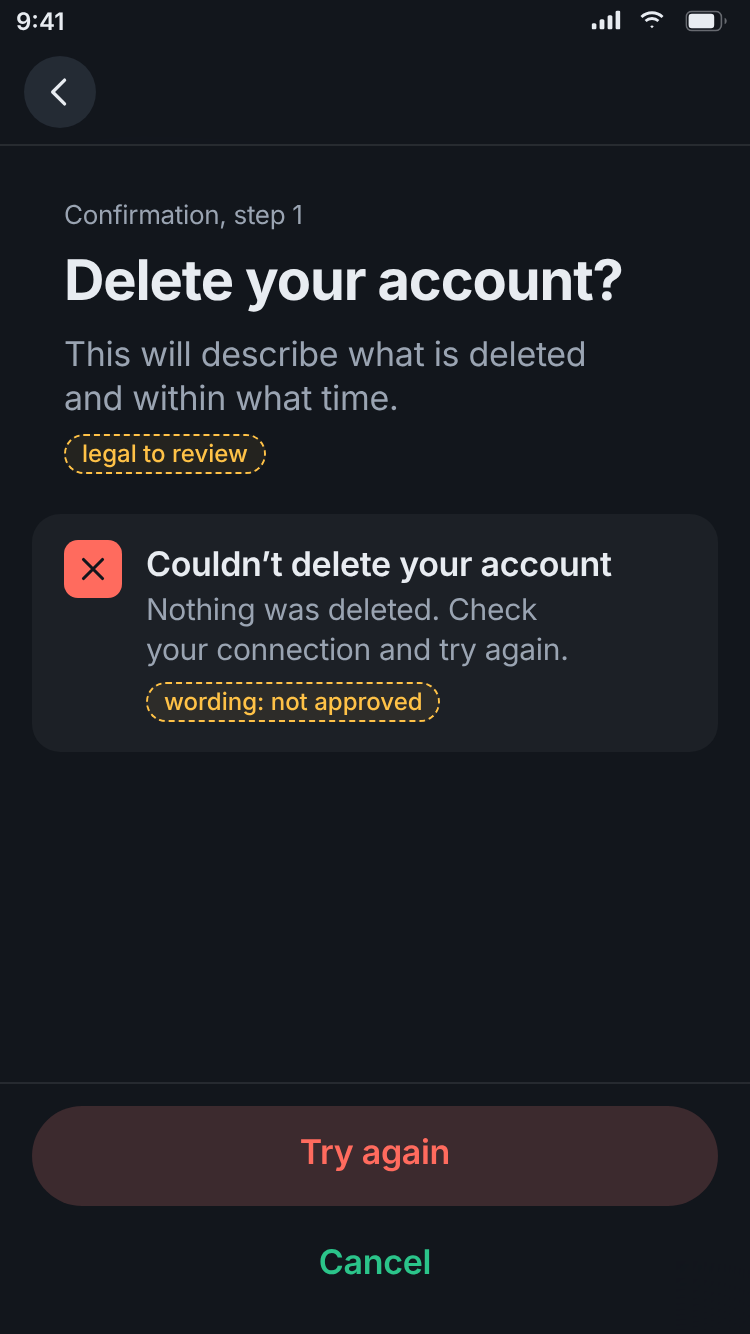 9:41
Confirmation, step 1
Delete your account?
This will describe what is deleted
and within what time.
legal to review
Couldn’t delete your account
Nothing was deleted. Check
your connection and try again.
wording: not approved
Try again
Cancel